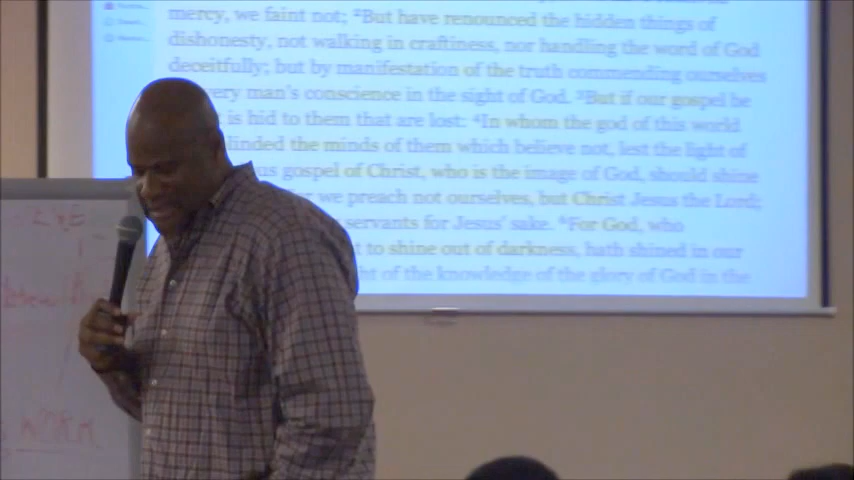 mercy, we faint not; ²But have renounced the hidden things of
dishonesty, not walking in craftiness, nor handling the word of God
deceitfully; but by manifestation of the truth commending ourselves
very man's conscience in the sight of God. ³But if our gospel be
is hid to them that are lost: ⁴In whom the god of this world
linded the minds of them which believe not, lest the light of
us gospel of Christ, who is the image of God, should shine
we preach not ourselves, but Christ Jesus the Lord;
servants for Jesus' sake. ⁶For God, who
to shine out of darkness, hath shined in our
ht of the knowledge of the glory of God in the